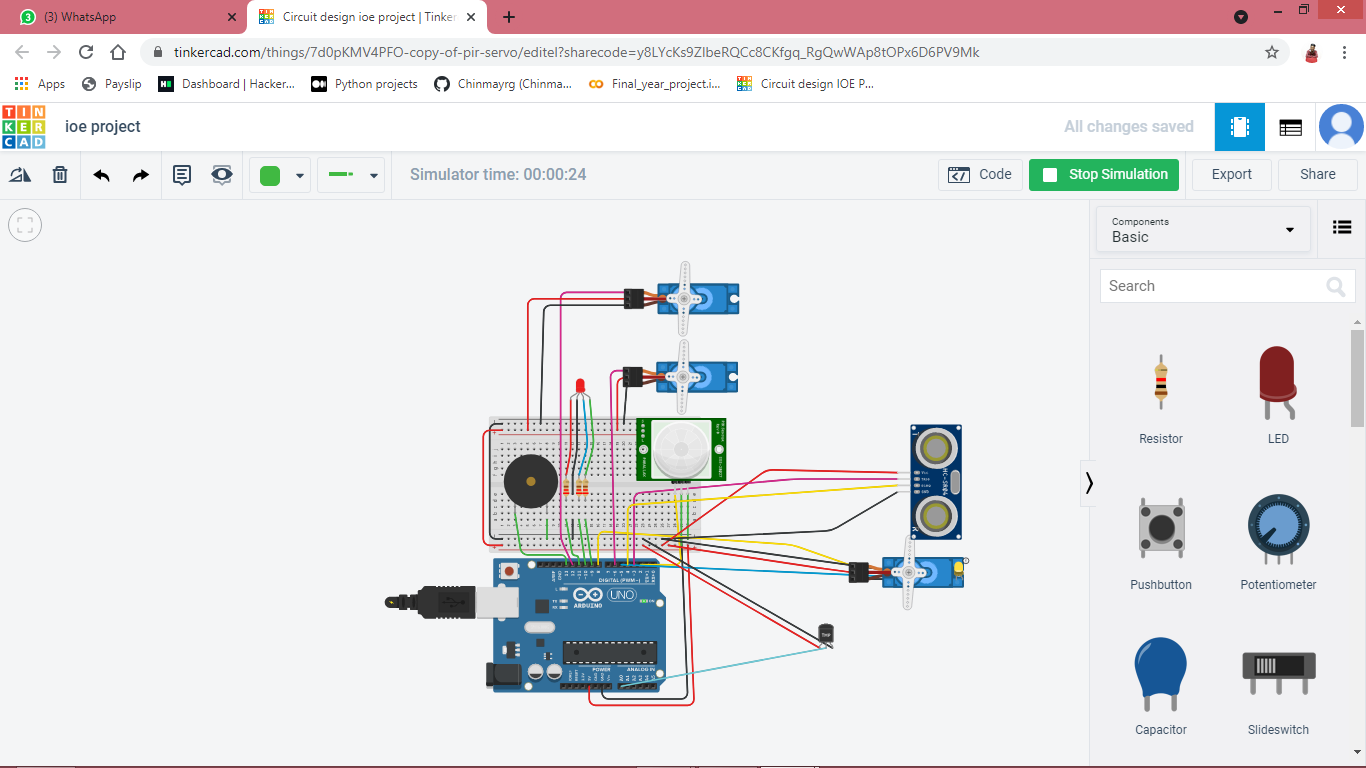 (3) WhatsApp
Circuit design ioe project | Tinker
tinkercad.com/things/7d0pKMV4PFO-copy-of-pir-servo/editel?sharecode=y8LYcKs9ZIbeRQCc8CKfgq_RgQwWAp8tOPx6D6PV9Mk
Apps
Payslip
Dashboard | Hacker...
Python projects
Chinmayrg (Chinma...
Final_year_project.i...
Circuit design IOE P...
TIN
KER
CAD
ioe project
All changes saved
Simulator time: 00:00:24
Code
Stop Simulation
Export
Share
Components
Basic
Search
Resistor
LED
Pushbutton
Potentiometer
Capacitor
Slideswitch
HC-SR04
DIGITAL (PWM~)
UNO
ARDUINO
POWER
ANALOG IN
TMP